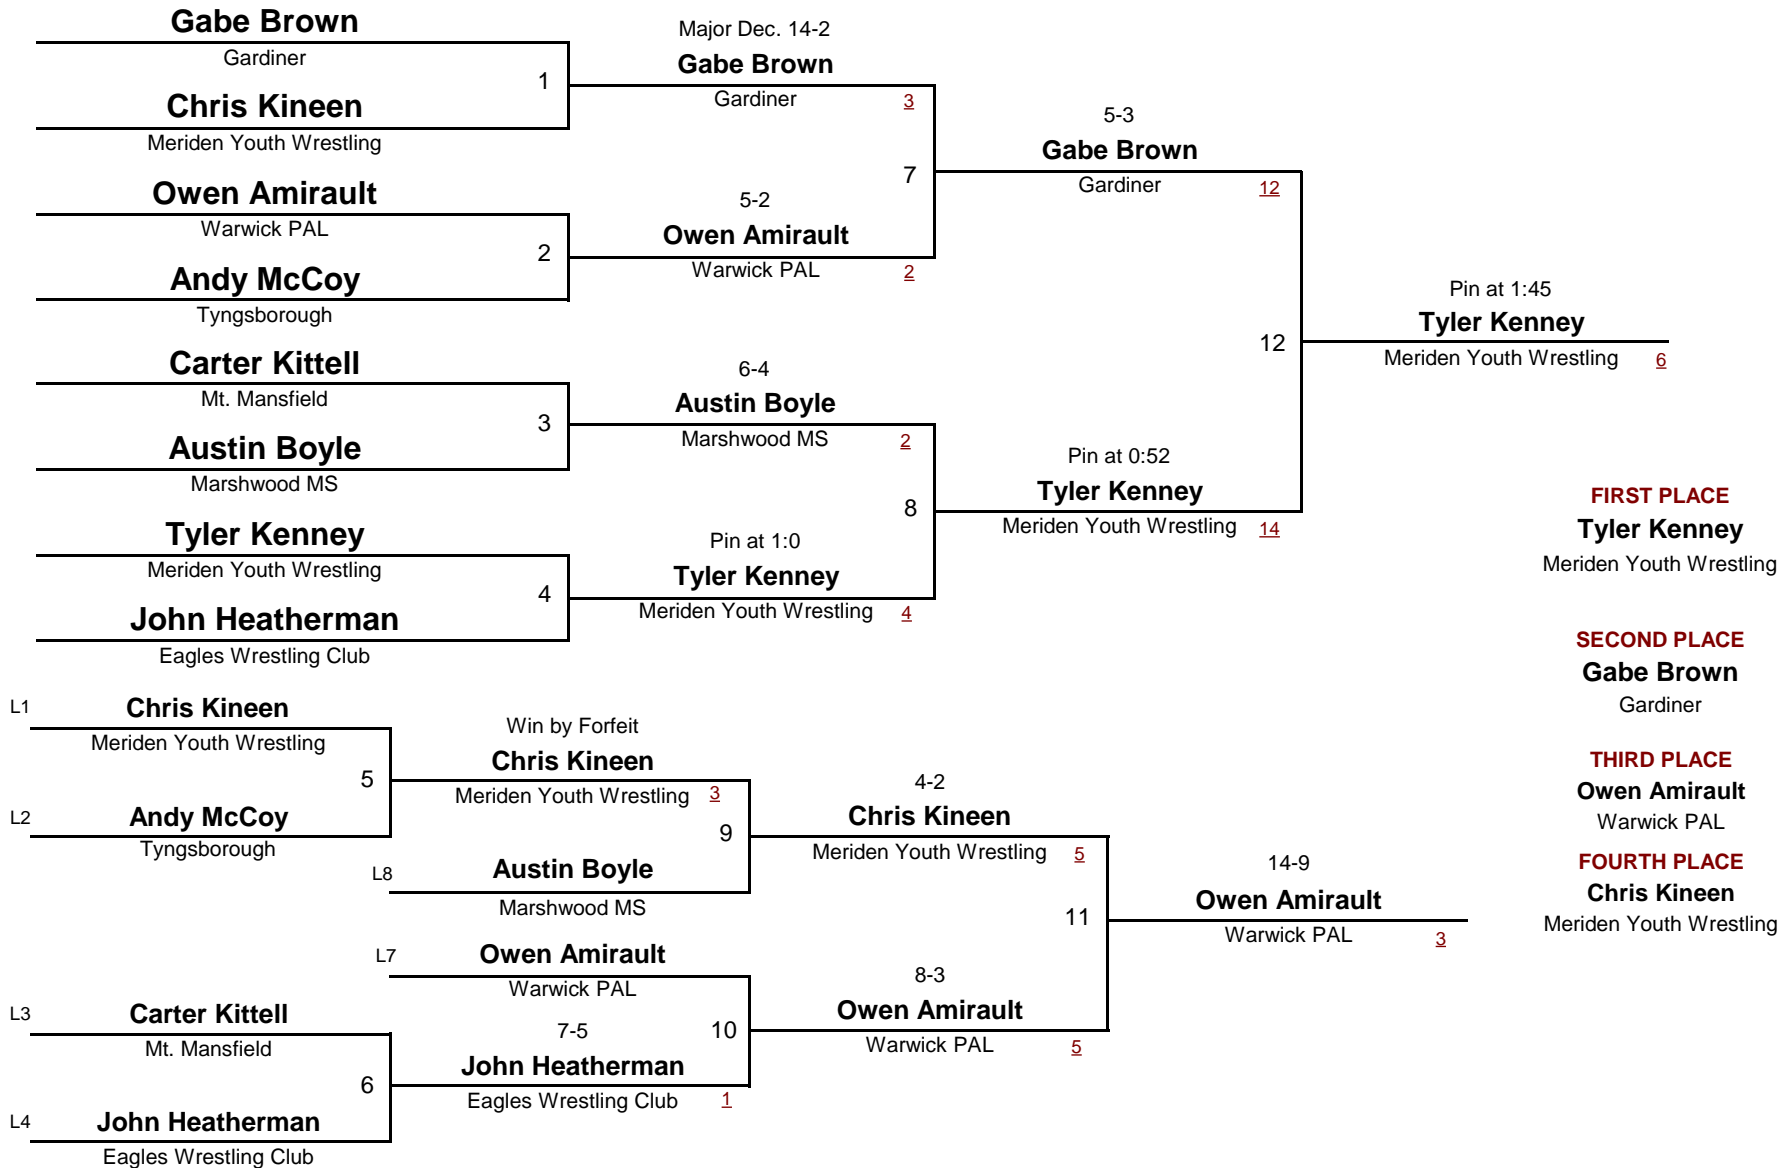 Gabe Brown
Gardiner
1
Chris Kineen
Meriden Youth Wrestling
Major Dec. 14-2
Gabe Brown
Gardiner
3
Owen Amirault
Warwick PAL
2
Andy McCoy
Tyngsborough
5-2
Owen Amirault
Warwick PAL
2
7
5-3
Gabe Brown
Gardiner
12
Carter Kittell
Mt. Mansfield
3
Austin Boyle
Marshwood MS
6-4
Austin Boyle
Marshwood MS
2
Tyler Kenney
Meriden Youth Wrestling
4
John Heatherman
Eagles Wrestling Club
Pin at 1:0
Tyler Kenney
Meriden Youth Wrestling
4
8
Pin at 0:52
Tyler Kenney
Meriden Youth Wrestling
14
12
Pin at 1:45
Tyler Kenney
Meriden Youth Wrestling
6
FIRST PLACE
Tyler Kenney
Meriden Youth Wrestling
SECOND PLACE
Gabe Brown
Gardiner
THIRD PLACE
Owen Amirault
Warwick PAL
FOURTH PLACE
Chris Kineen
Meriden Youth Wrestling
L1
Chris Kineen
Meriden Youth Wrestling
5
L2
Andy McCoy
Tyngsborough
Win by Forfeit
Chris Kineen
Meriden Youth Wrestling
3
9
L8
Austin Boyle
Marshwood MS
4-2
Chris Kineen
Meriden Youth Wrestling
5
L7
Owen Amirault
Warwick PAL
10
L3
Carter Kittell
Mt. Mansfield
6
L4
John Heatherman
Eagles Wrestling Club
7-5
John Heatherman
Eagles Wrestling Club
1
8-3
Owen Amirault
Warwick PAL
5
11
14-9
Owen Amirault
Warwick PAL
3